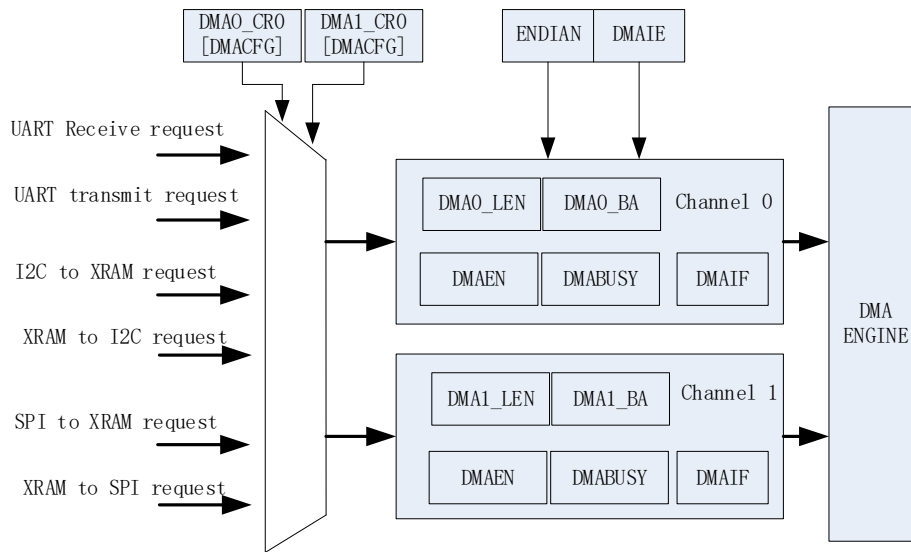 DMA0_CR0 [DMACFG]
DMA1_CR0 [DMACFG]
ENDIAN
DMAIE
UART Receive request
UART transmit request
I2C to XRAM request
XRAM to I2C request
SPI to XRAM request
XRAM to SPI request
DMA0_LEN
DMA0_BA
Channel 0
DMAEN
DMABUSY
DMAIF
DMA1_LEN
DMA1_BA
Channel 1
DMAEN
DMABUSY
DMAIF
DMA
ENGINE